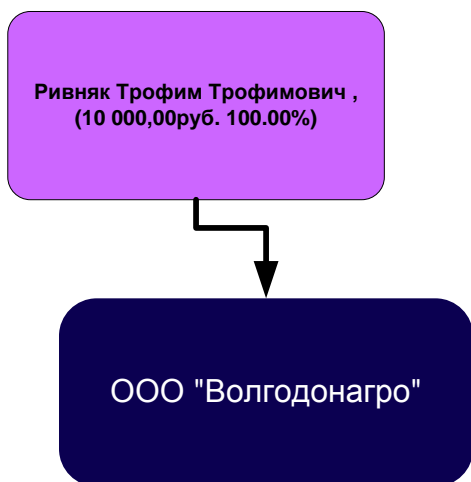 Ривняк Трофим Трофимович ,
(10 000,00руб. 100.00%)
ООО "Волгодонагро"